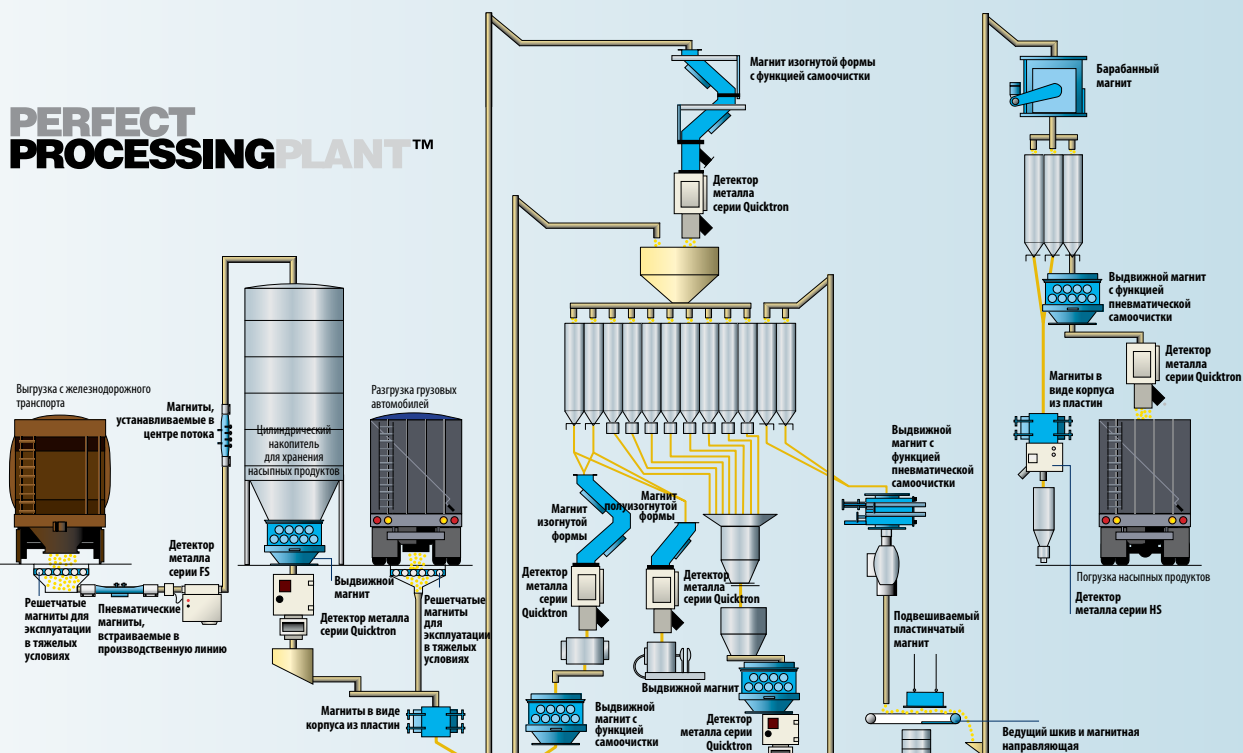 PERFECT
PROCESSINGPLANT™
Магнит изогнутой формы
с функцией самоочистки
Барабанный
магнит
Детектор
металла
серии Quicktron
Выдвижной магнит
с функцией
пневматической
самоочистки
Детектор
металла
серии Quicktron
Магниты в
виде корпуса
из пластин
Выгрузка с железнодорожного
транспорта
Магниты,
устанавливаемые в
центре потока
Цилиндрический
накопитель
для хранения
насыпных продуктов
Разгрузка грузовых
автомобилей
Выдвижной
магнит с
функцией
пневматической
самоочистки
Магнит
изогнутой
формы
Магнит
полуизогнутой
формы
Детектор
металла
серии FS
Решетчатые
магниты для
эксплуатации
в тяжелых
условиях
Пневматические
магниты,
встраиваемые в
производственную линию
Выдвижной
магнит
Детектор металла
серии Quicktron
Решетчатые
магниты
для
эксплуатации
в тяжелых
условиях
Детектор
металла
серии
Quicktron
Детектор
металла
серии Quicktron
Погрузка насыпных продуктов
Детектор
металла серии HS
Подвешиваемый
пластинчатый
магнит
Магниты в виде
корпуса из пластин
Выдвижной
магнит с
функцией
самоочистки
Выдвижной магнит
Детектор
металла серии
Quicktron
Ведущий шкив и магнитная
направляющая